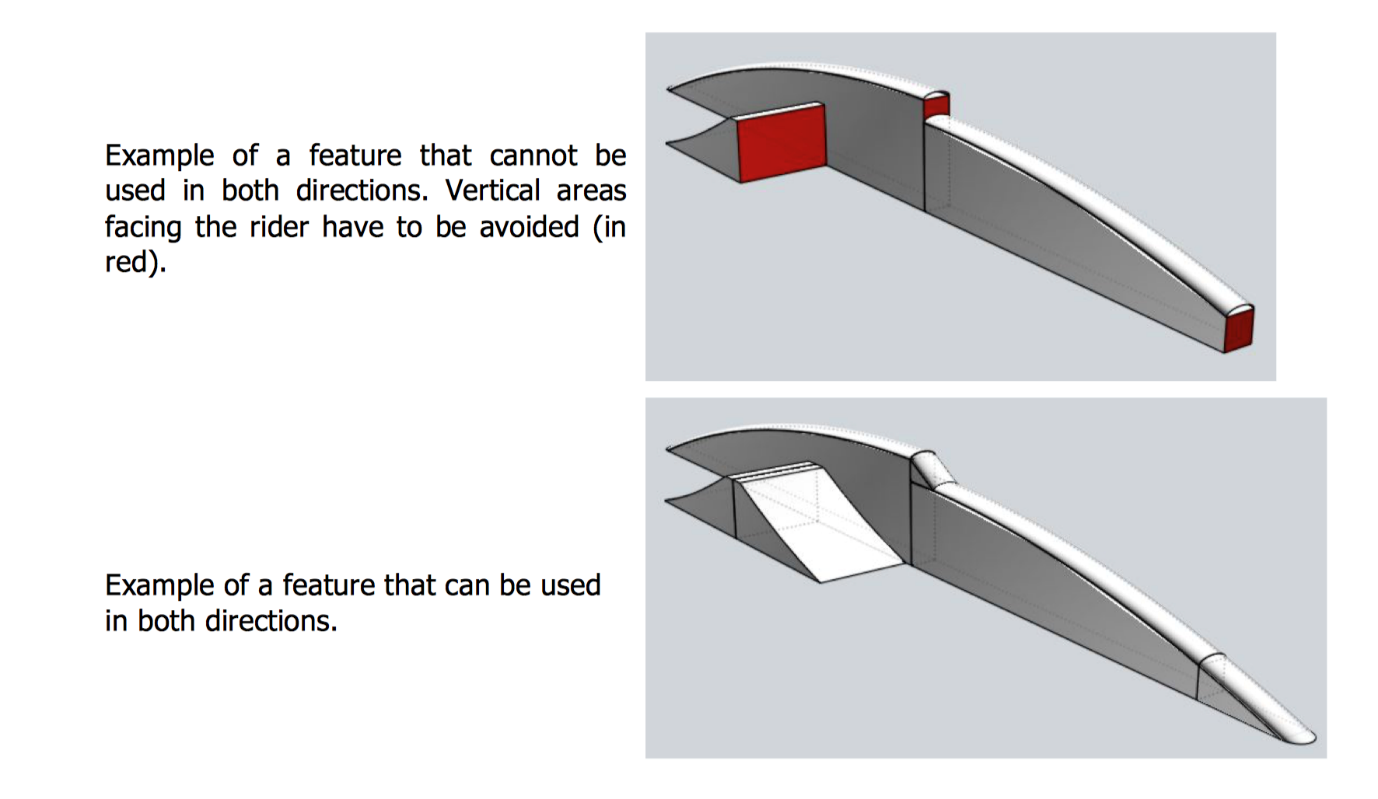 Example of a feature that cannot be
used in both directions. Vertical areas
facing the rider have to be avoided (in
red).
Example of a feature that can be used
in both directions.